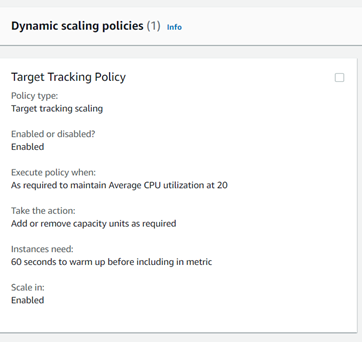 Dynamic scaling policies (1) Info
Target Tracking Policy
Policy type:
Target tracking scaling
Enabled or disabled?
Enabled
Execute policy when:
As required to maintain Average CPU utilization at 20
Take the action:
Add or remove capacity units as required
Instances need:
60 seconds to warm up before including in metric
Scale in:
Enabled